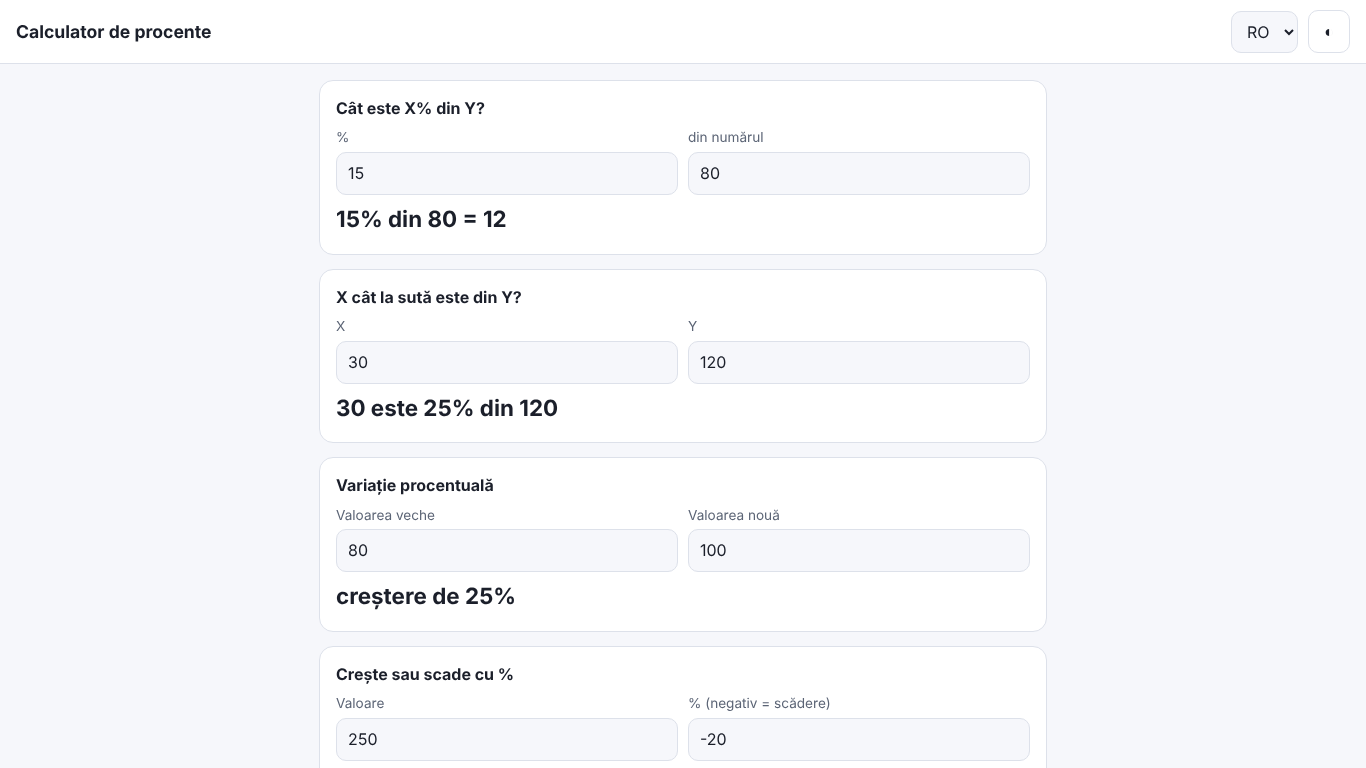 Calculator de procente
RO
Cât este X% din Y?
% din numărul
15 80
15% din 80 = 12
X cât la sută este din Y?
X Y
30 120
30 este 25% din 120
Variație procentuală
Valoarea veche Valoarea nouă
80 100
creștere de 25%
Crește sau scade cu %
Valoare % (negativ = scădere)
250 -20